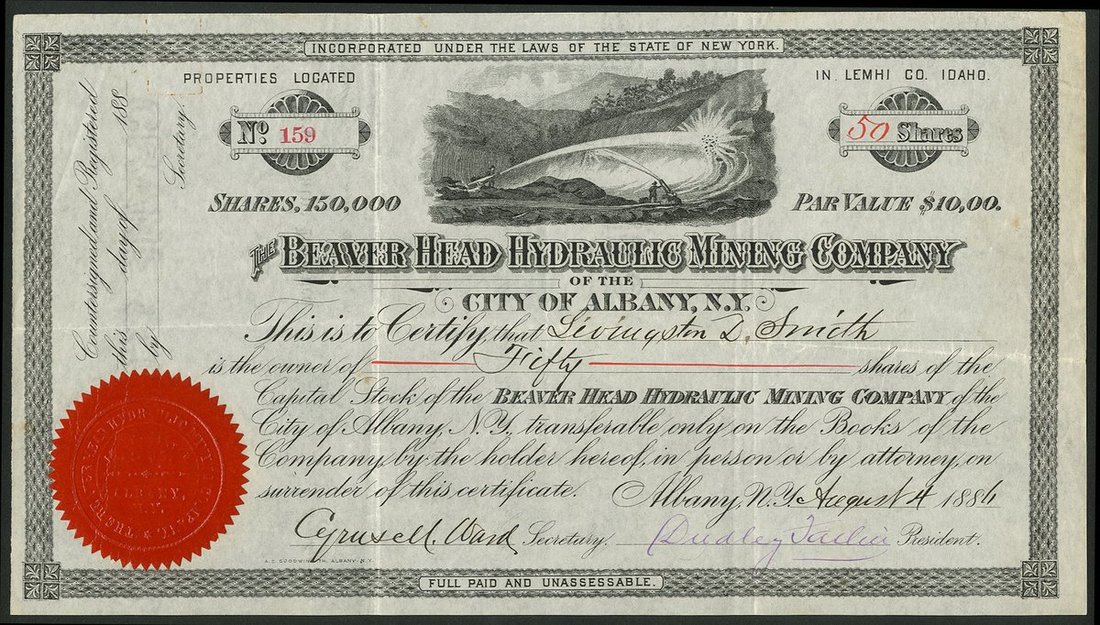 INCORPORATED UNDER THE LAWS OF THE STATE OF NEW YORK.
PROPERTIES LOCATED
IN LEMHI CO. IDAHO.
No 159
50 Shares
SHARES, 150,000
PAR VALUE $10,00.
THE BEAVER HEAD HYDRAULIC MINING COMPANY
OF THE
CITY OF ALBANY, N.Y.
This is to Certify, that Livingston D. Smith
is the owner of Fifty shares of the
Capital Stock of the BEAVER HEAD HYDRAULIC MINING COMPANY of the
City of Albany, N.Y., transferable only on the Books of the
Company by the holder hereof, in person or by attorney, on
surrender of this certificate. Albany, N.Y. August 4 1884
Cyrus M. Ward Secretary. Dudley President.
ALBANY, N.Y.
FULL PAID AND UNASSESSABLE.
Countersigned and Registered
this day of 188
by
Secretary.